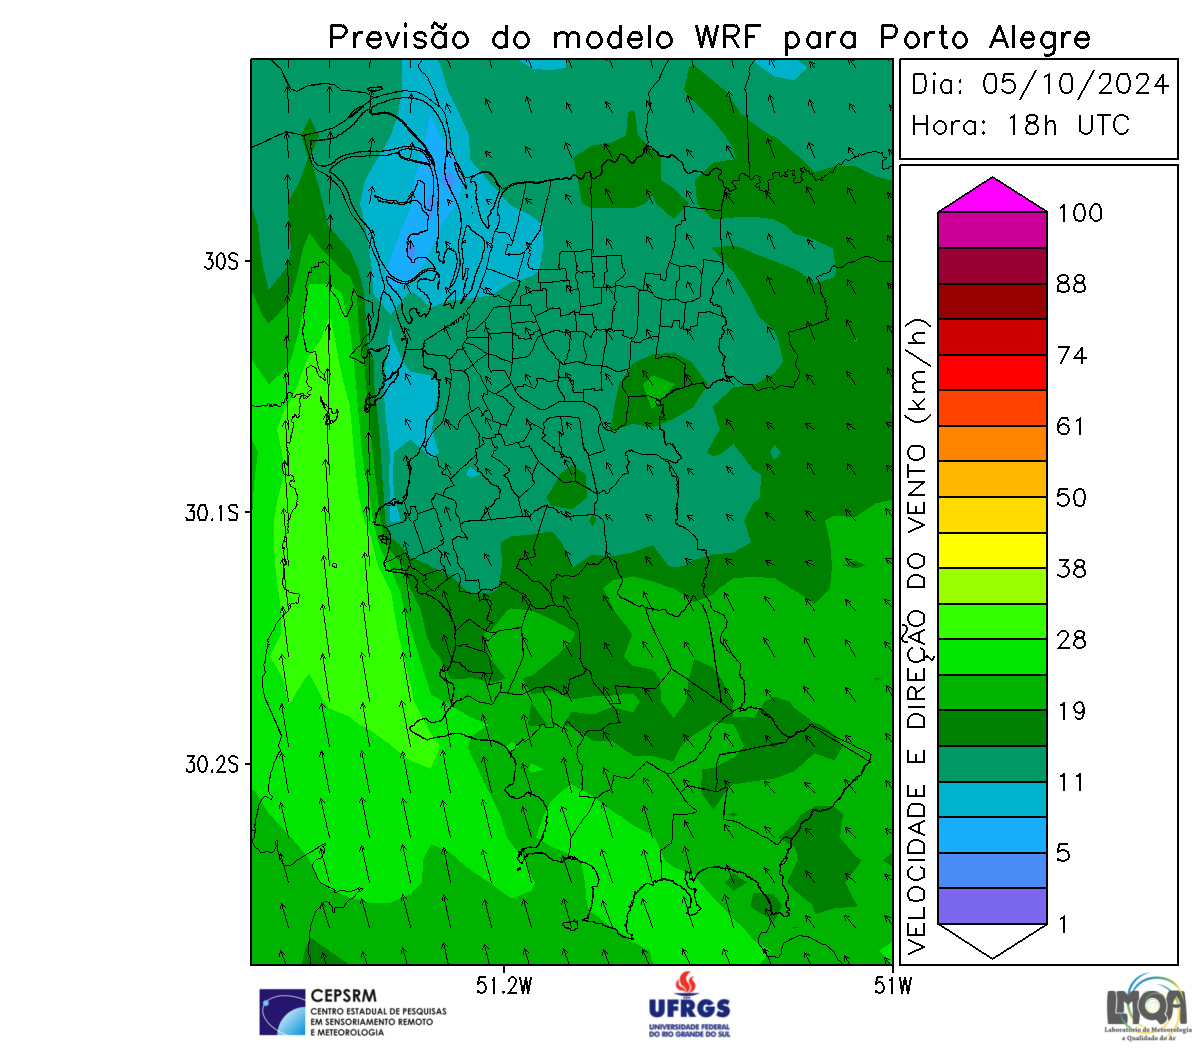 Previsão do modelo WRF para Porto Alegre
Dia: 05/10/2024
Hora: 18h UTC
30S
30.1S
30.2S
51.2W
51W
VELOCIDADE E DIREÇÃO DO VENTO (km/h)
100
88
74
61
50
38
28
19
11
5
1
CEPSRM
CENTRO ESTADUAL DE PESQUISAS
EM SENSORIAMENTO REMOTO
E METEOROLOGIA
UFRGS
UNIVERSIDADE FEDERAL
DO RIO GRANDE DO SUL
LMQA
Laboratório de Meteorologia
e Qualidade do Ar